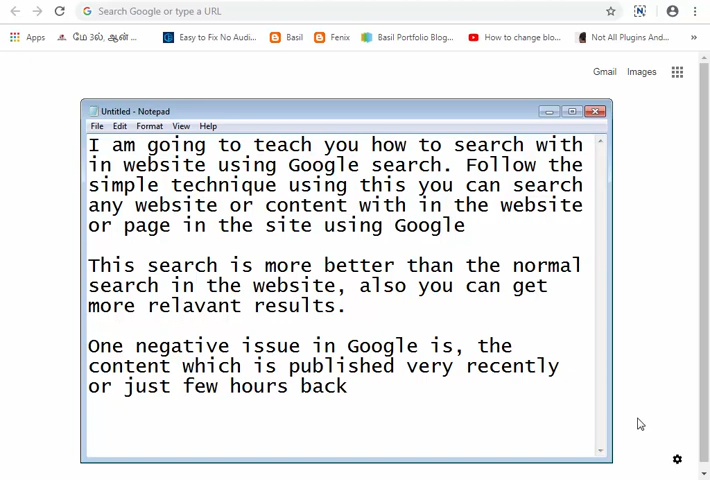 Search Google or type a URL
Apps
மே 3ல், ஆன் ...
Easy to Fix No Audi...
Basil
Fenix
Basil Portfolio Blog...
How to change blo...
Not All Plugins And...
»
Gmail
Images
Untitled - Notepad
File Edit Format View Help
I am going to teach you how to search with
in website using Google search. Follow the
simple technique using this you can search
any website or content with in the website
or page in the site using Google
This search is more better than the normal
search in the website, also you can get
more relavant results.
One negative issue in Google is, the
content which is published very recently
or just few hours back